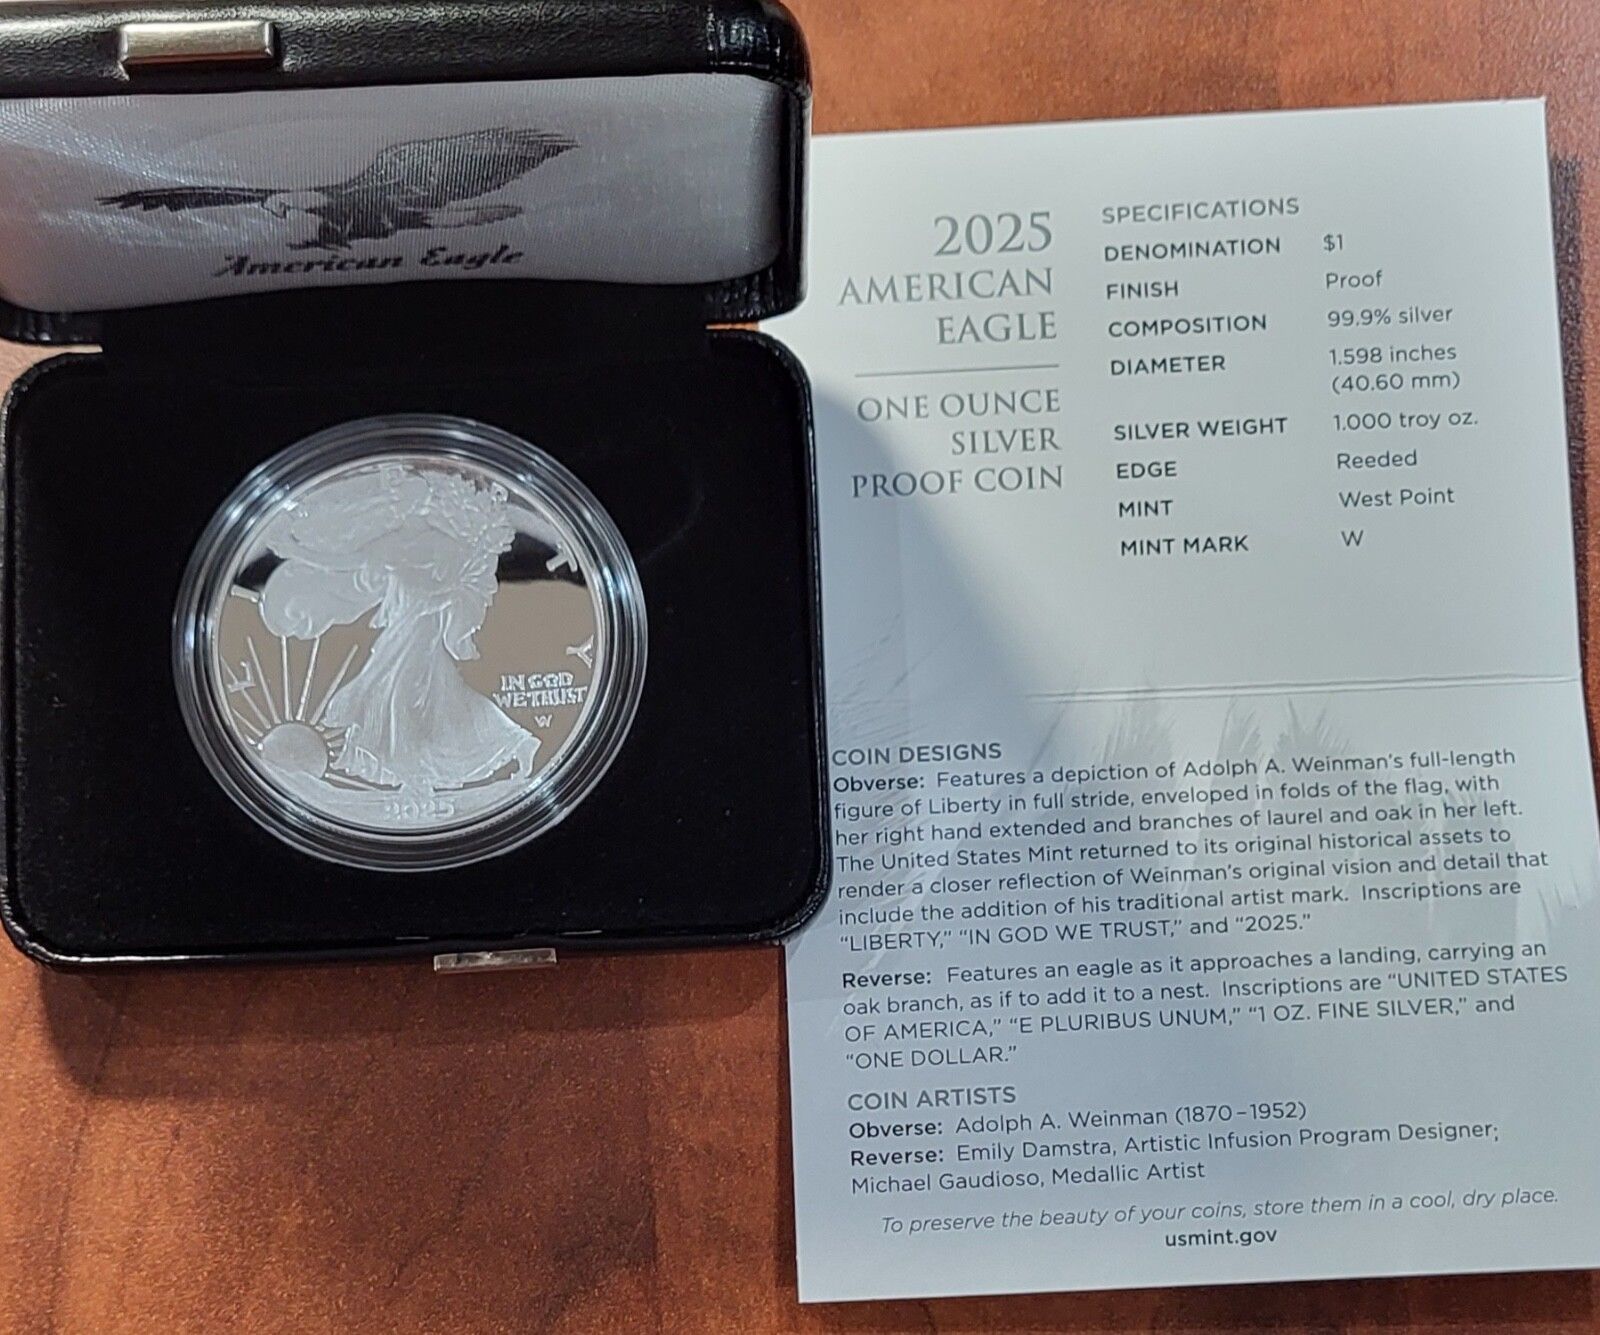 American Eagle
LIBERTY
IN GOD
WE TRUST
W
2025
2025
AMERICAN
EAGLE
ONE OUNCE
SILVER
PROOF COIN
SPECIFICATIONS
DENOMINATION $1
FINISH Proof
COMPOSITION 99.9% silver
DIAMETER 1.598 inches
(40.60 mm)
SILVER WEIGHT 1.000 troy oz.
EDGE Reeded
MINT West Point
MINT MARK W
COIN DESIGNS
Obverse: Features a depiction of Adolph A. Weinman's full-length
figure of Liberty in full stride, enveloped in folds of the flag, with
her right hand extended and branches of laurel and oak in her left.
The United States Mint returned to its original historical assets to
render a closer reflection of Weinman's original vision and detail that
include the addition of his traditional artist mark. Inscriptions are
“LIBERTY,” “IN GOD WE TRUST,” and “2025.”
Reverse: Features an eagle as it approaches a landing, carrying an
oak branch, as if to add it to a nest. Inscriptions are “UNITED STATES
OF AMERICA,” “E PLURIBUS UNUM,” “1 OZ. FINE SILVER,” and
“ONE DOLLAR.”
COIN ARTISTS
Obverse: Adolph A. Weinman (1870–1952)
Reverse: Emily Damstra, Artistic Infusion Program Designer;
Michael Gaudioso, Medallic Artist
To preserve the beauty of your coins, store them in a cool, dry place.
usmint.gov